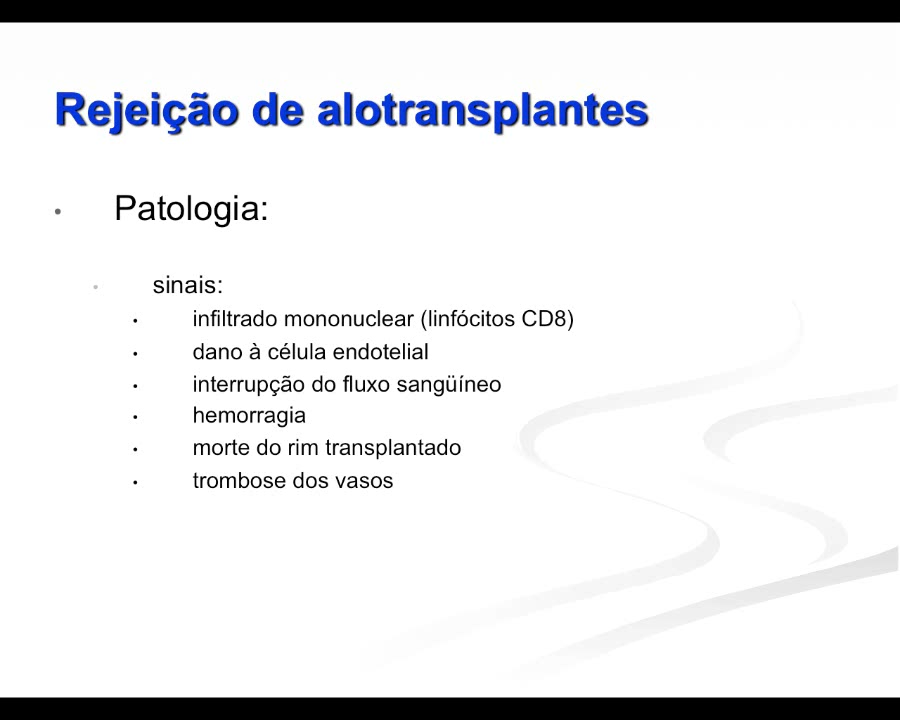 Rejeição de alotransplantes
• Patologia:
• sinais:
• infiltrado mononuclear (linfócitos CD8)
• dano à célula endotelial
• interrupção do fluxo sangüíneo
• hemorragia
• morte do rim transplantado
• trombose dos vasos